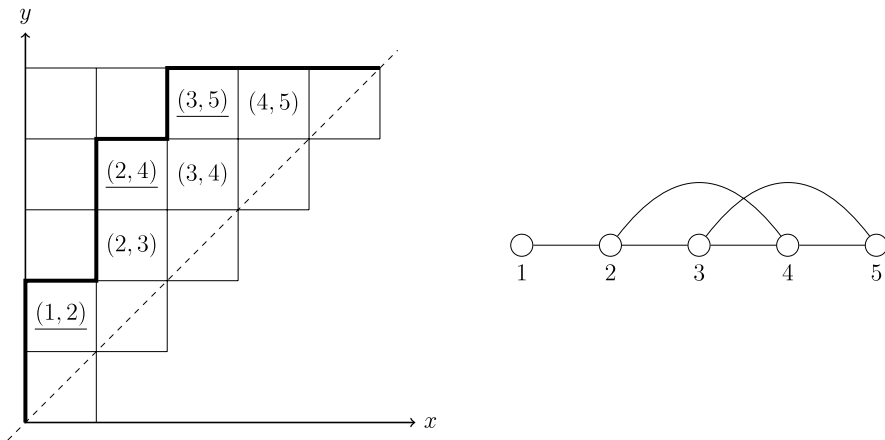 y
(3, 5) (4, 5)
(2, 4) (3, 4)
(2, 3)
(1, 2)
x
1 2 3 4 5